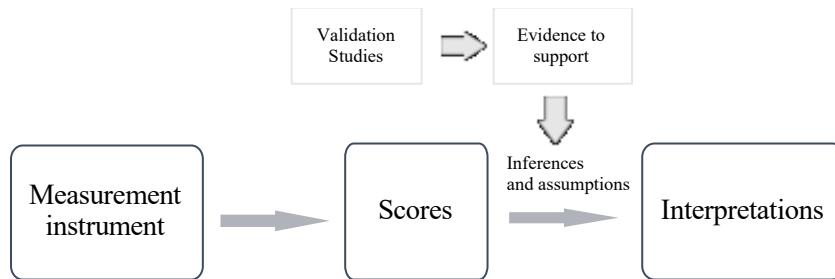 Validation
Studies
Evidence to
support
Inferences
and assumptions
Measurement
instrument
Scores
Interpretations